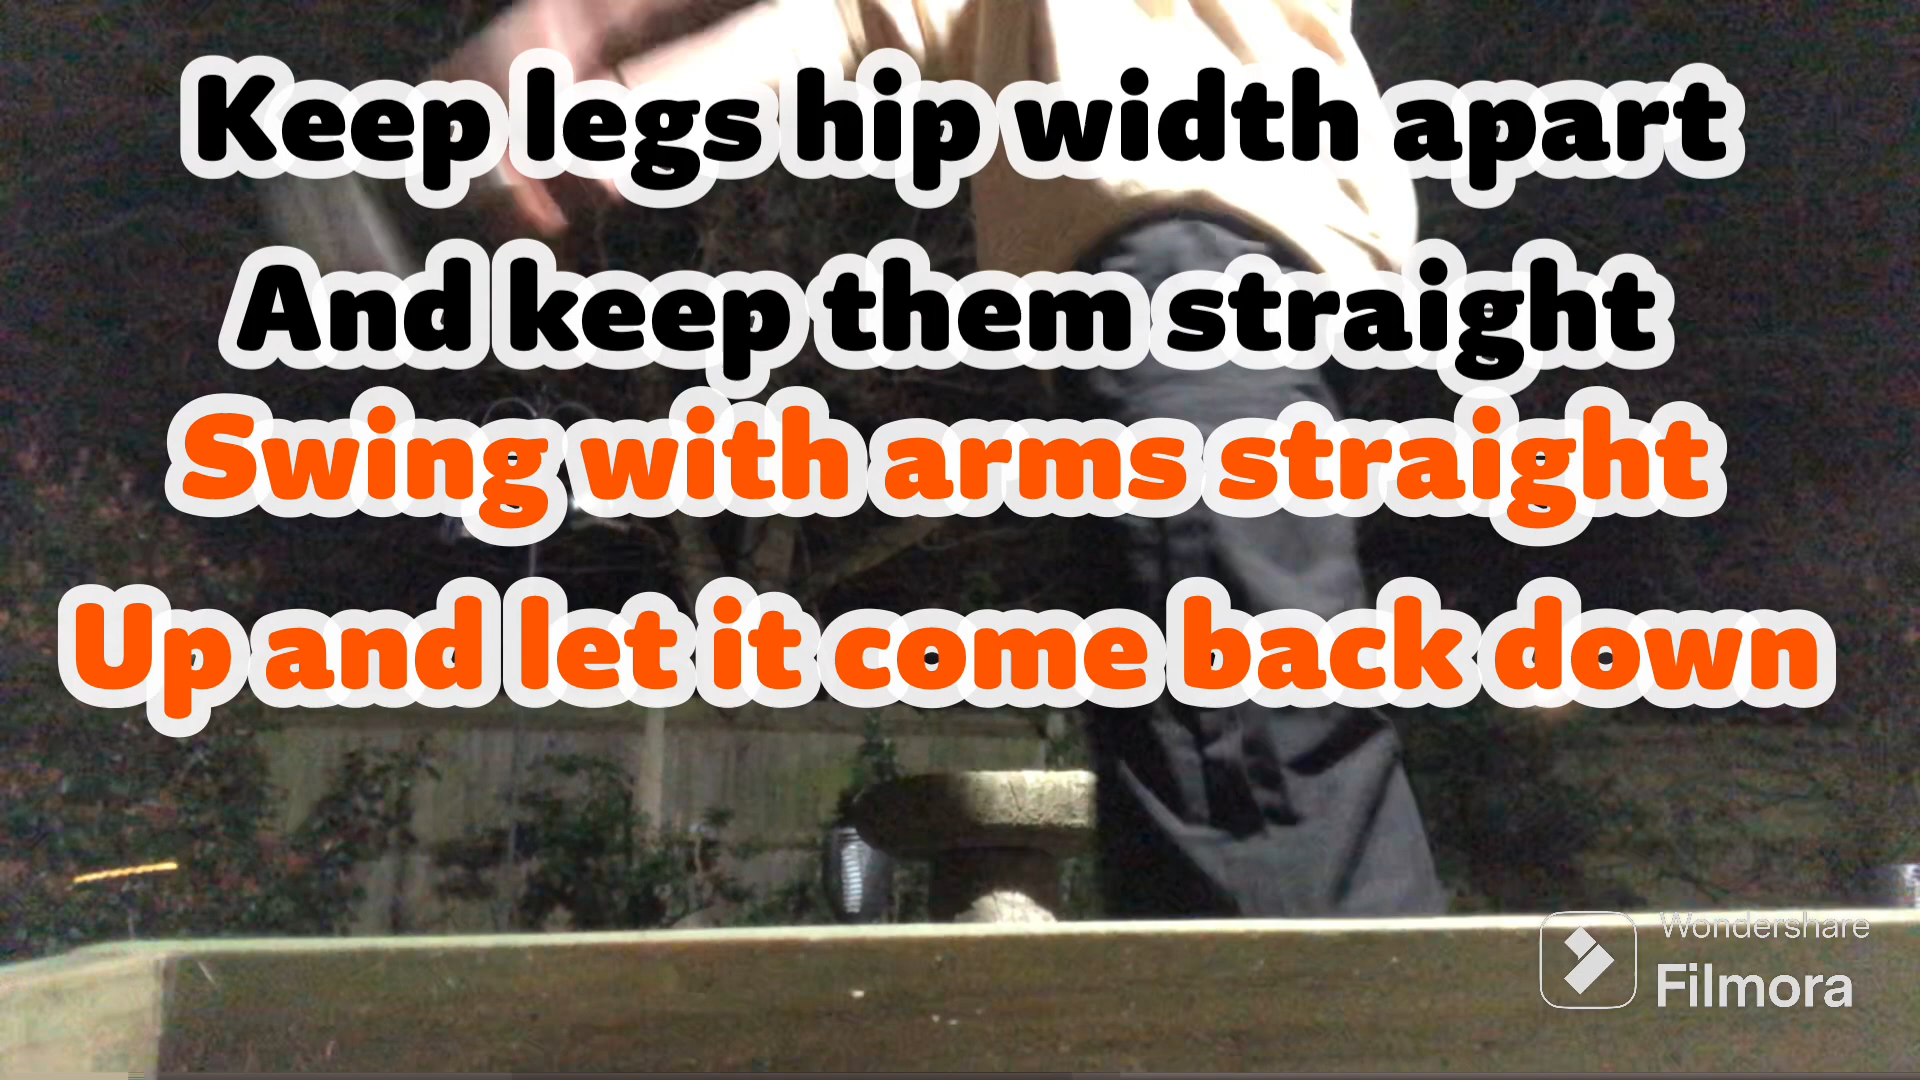 Keep legs hip width apart
And keep them straight
Swing with arms straight
Up and let it come back down
Wondershare
Filmora